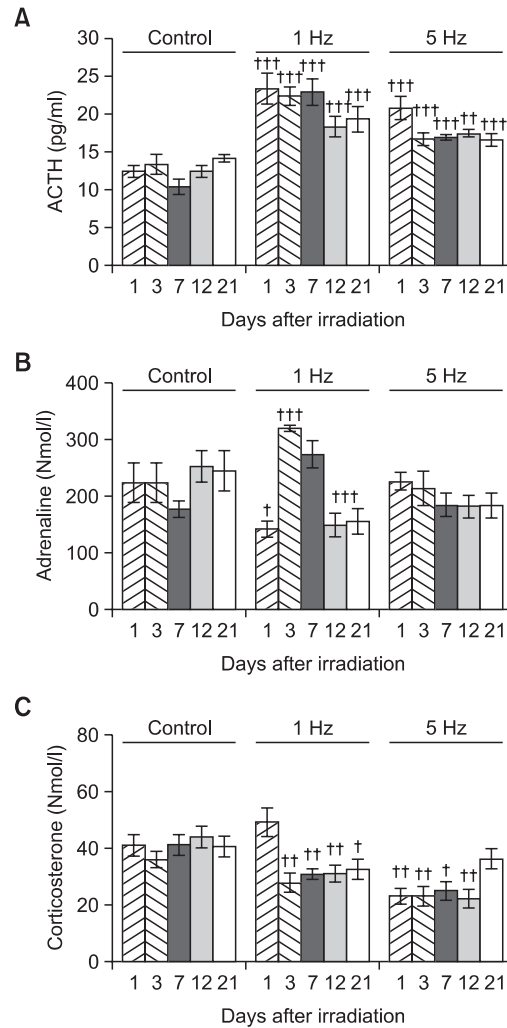 A
Control 1 Hz 5 Hz
ACTH (pg/ml)
30
25
20
15
10
5
0
††† ††† ††† ††† †††
††† ††† ††† †† †††
1 3 7 12 21 1 3 7 12 21 1 3 7 12 21
Days after irradiation
B
Control 1 Hz 5 Hz
Adrenaline (Nmol/l)
400
300
200
100
0
† ††† †††
1 3 7 12 21 1 3 7 12 21 1 3 7 12 21
Days after irradiation
C
Control 1 Hz 5 Hz
Corticosterone (Nmol/l)
80
60
40
20
0
†† †† †† †
†† †† † ††
1 3 7 12 21 1 3 7 12 21 1 3 7 12 21
Days after irradiation